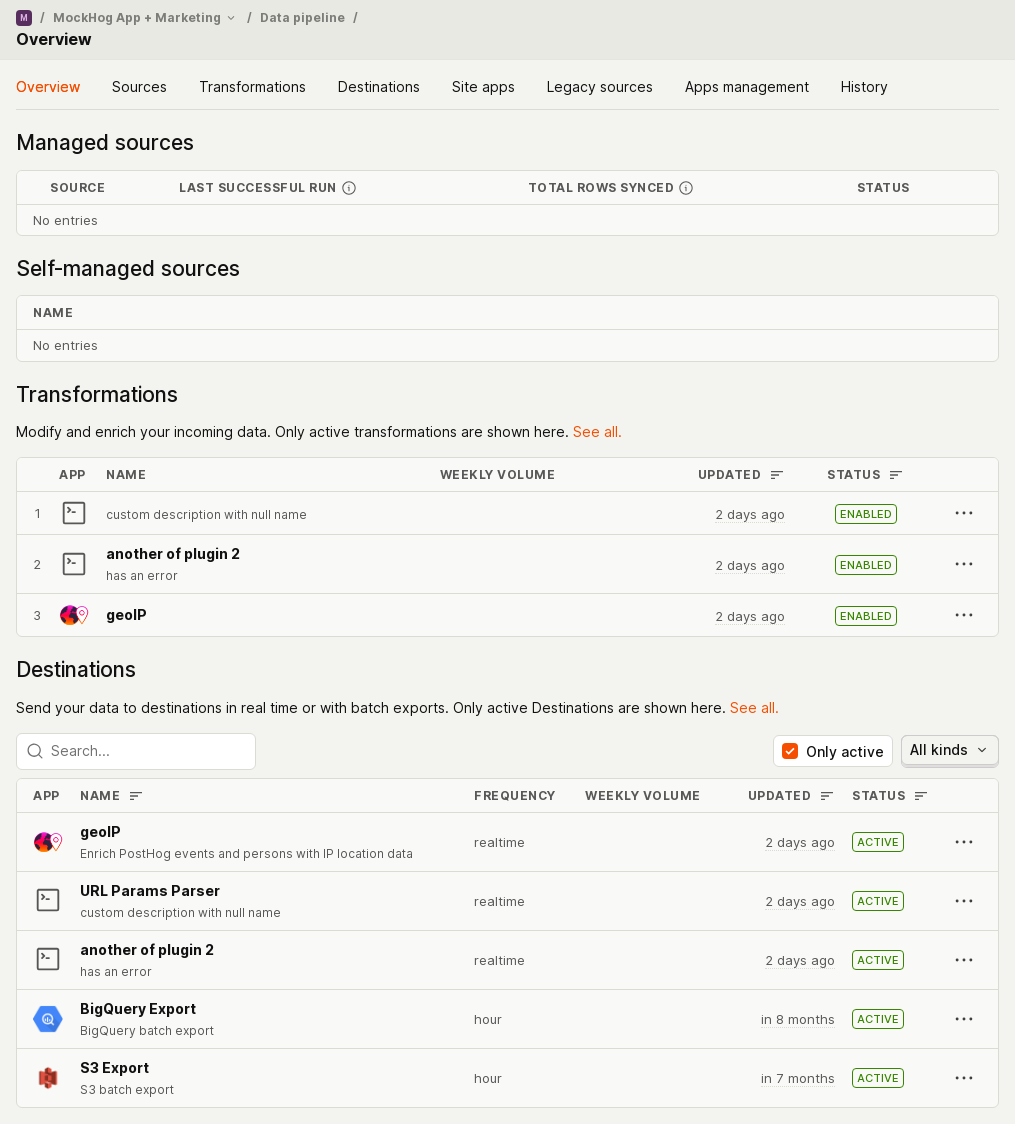 M / MockHog App + Marketing / Data pipeline /
Overview
Overview Sources Transformations Destinations Site apps Legacy sources Apps management History
Managed sources
SOURCE LAST SUCCESSFUL RUN TOTAL ROWS SYNCED STATUS
No entries
Self-managed sources
NAME
No entries
Transformations
Modify and enrich your incoming data. Only active transformations are shown here. See all.
APP NAME WEEKLY VOLUME UPDATED STATUS
1 custom description with null name 2 days ago ENABLED
another of plugin 2
2 2 days ago ENABLED
has an error
3 geoIP 2 days ago ENABLED
Destinations
Send your data to destinations in real time or with batch exports. Only active Destinations are shown here. See all.
Search... Only active All kinds
APP NAME FREQUENCY WEEKLY VOLUME UPDATED STATUS
geoIP
realtime 2 days ago ACTIVE
Enrich PostHog events and persons with IP location data
URL Params Parser
realtime 2 days ago ACTIVE
custom description with null name
another of plugin 2
realtime 2 days ago ACTIVE
has an error
BigQuery Export
hour in 8 months ACTIVE
BigQuery batch export
S3 Export
hour in 7 months ACTIVE
S3 batch export